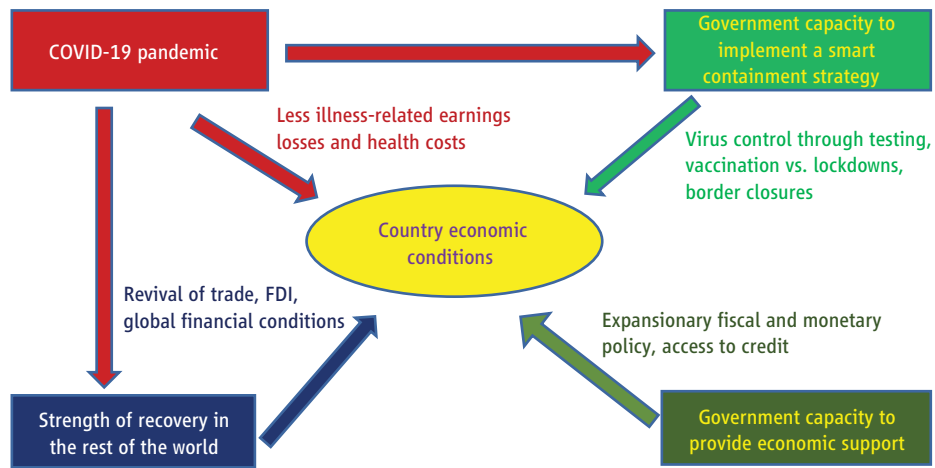 COVID-19 pandemic
Government capacity to
implement a smart
containment strategy
Less illness-related earnings
losses and health costs
Virus control through testing,
vaccination vs. lockdowns,
border closures
Country economic
conditions
Revival of trade, FDI,
global financial conditions
Expansionary fiscal and monetary
policy, access to credit
Strength of recovery in
the rest of the world
Government capacity to
provide economic support